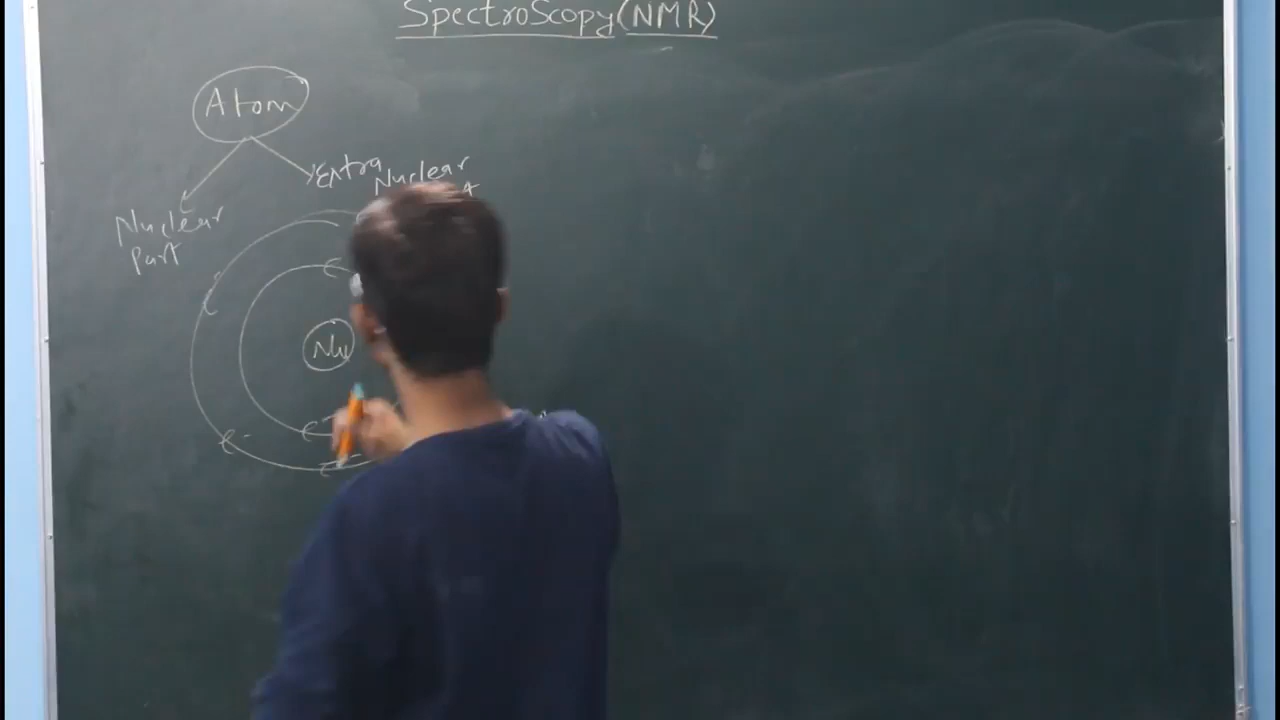 SpectroScopy (NMR)
Atom
Extra
Nuclear
Nuclear
Part
Nu
e-